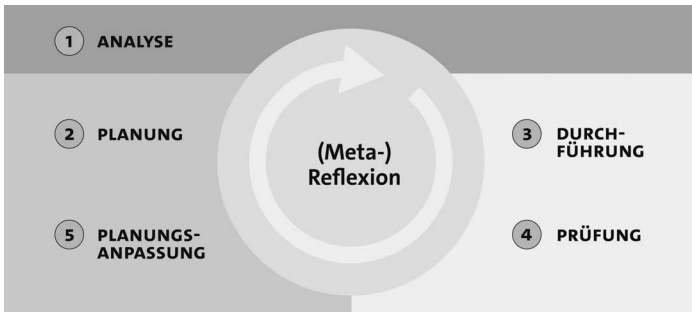 1 ANALYSE
2 PLANUNG
3 DURCH-
FÜHRUNG
(Meta-)
Reflexion
5 PLANUNGS-
ANPASSUNG
4 PRÜFUNG